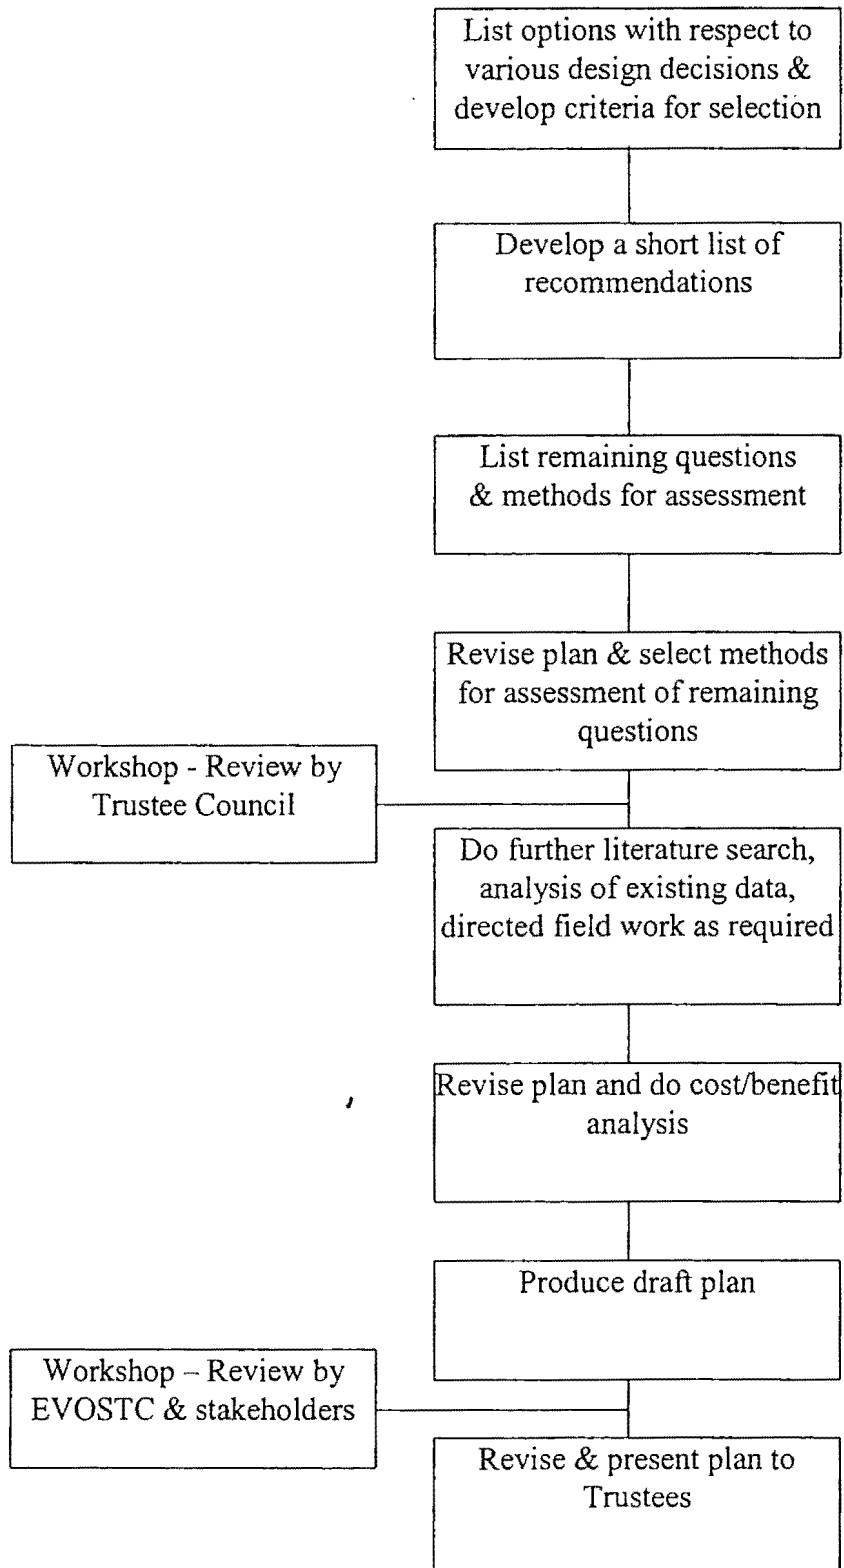 List options with respect to
various design decisions &
develop criteria for selection
Develop a short list of
recommendations
List remaining questions
& methods for assessment
Revise plan & select methods
for assessment of remaining
questions
Workshop - Review by
Trustee Council
Do further literature search,
analysis of existing data,
directed field work as required
Revise plan and do cost/benefit
analysis
Produce draft plan
Workshop – Review by
EVOSTC & stakeholders
Revise & present plan to
Trustees